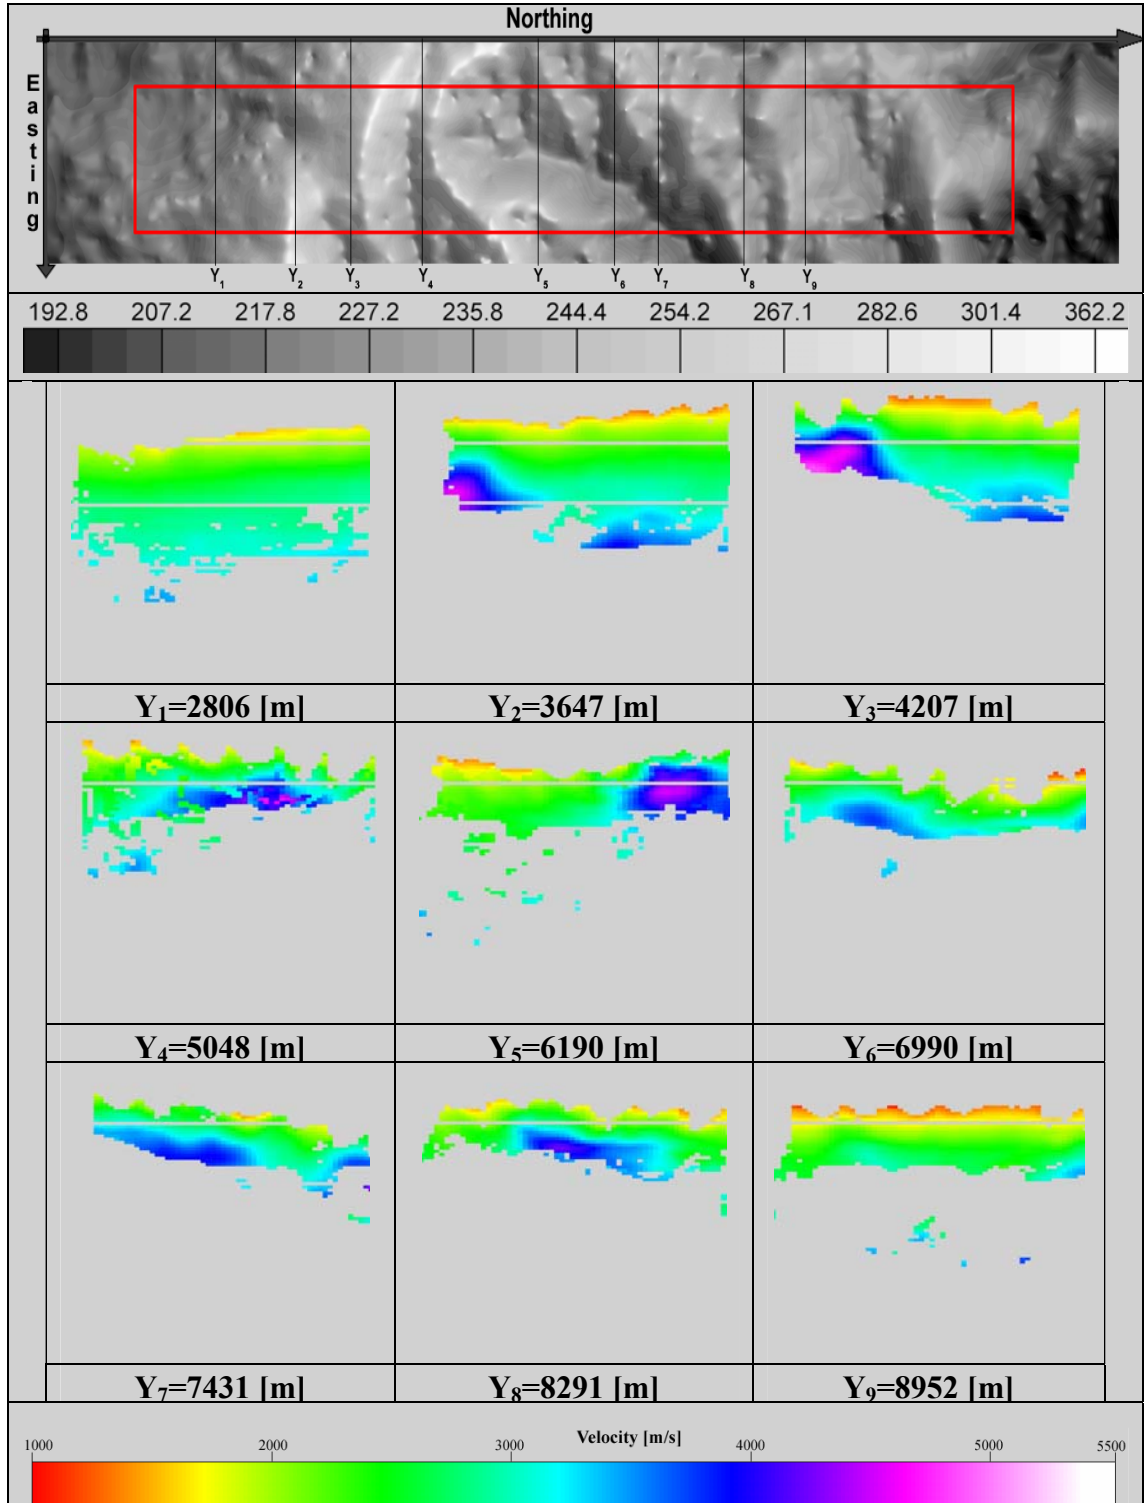 Northing
Easting
Y1 Y2 Y3 Y4 Y5 Y6 Y7 Y8 Y9
192.8 207.2 217.8 227.2 235.8 244.4 254.2 267.1 282.6 301.4 362.2
Y1=2806 [m] Y2=3647 [m] Y3=4207 [m]
Y4=5048 [m] Y5=6190 [m] Y6=6990 [m]
Y7=7431 [m] Y8=8291 [m] Y9=8952 [m]
Velocity [m/s]
1000 2000 3000 4000 5000 5500